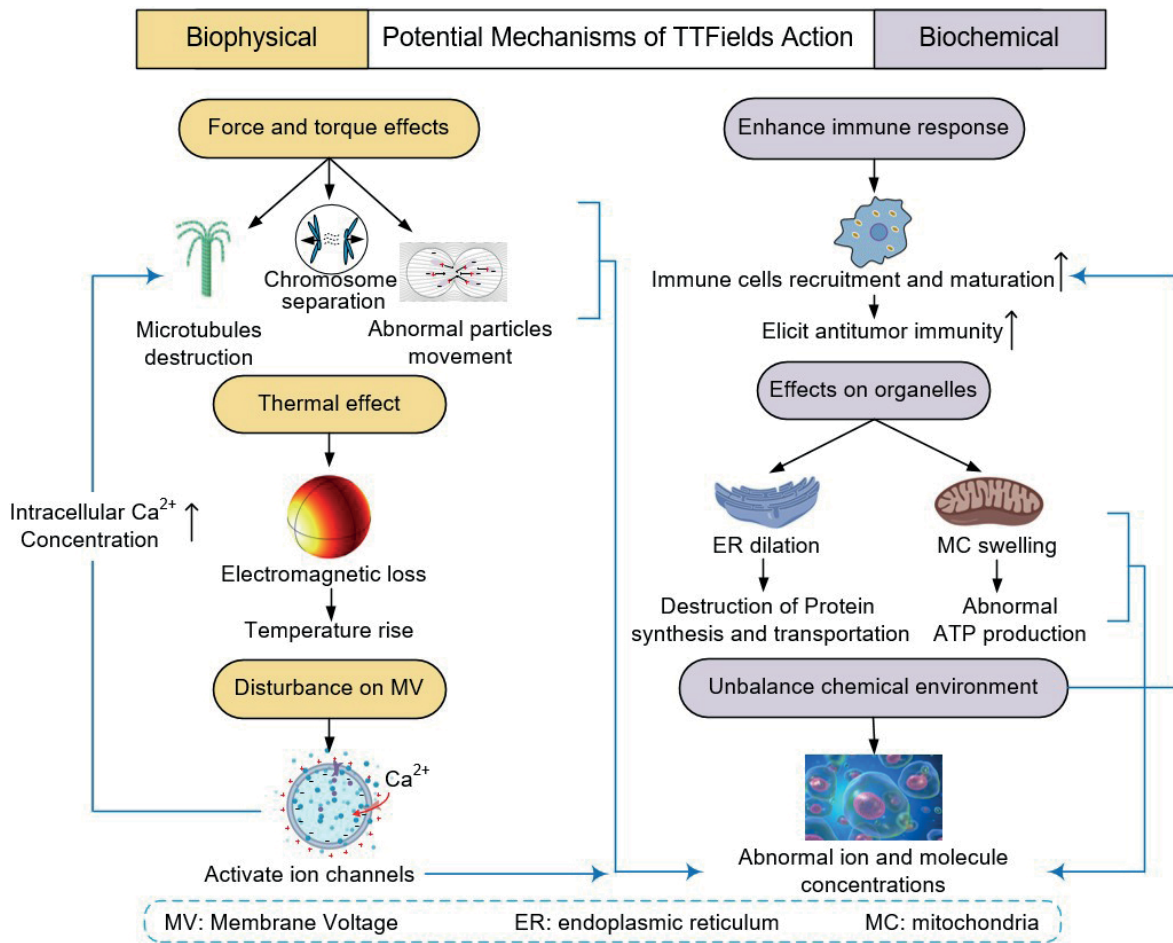 Biophysical
Potential Mechanisms of TTFields Action
Biochemical
Force and torque effects
Chromosome
separation
Microtubules
destruction
Abnormal particles
movement
Thermal effect
Electromagnetic loss
Temperature rise
Intracellular Ca²⁺
Concentration
Disturbance on MV
Ca²⁺
Activate ion channels
Enhance immune response
Immune cells recruitment and maturation
Elicit antitumor immunity
Effects on organelles
ER dilation
MC swelling
Destruction of Protein
synthesis and transportation
Abnormal
ATP production
Unbalance chemical environment
Abnormal ion and molecule
concentrations
MV: Membrane Voltage
ER: endoplasmic reticulum
MC: mitochondria